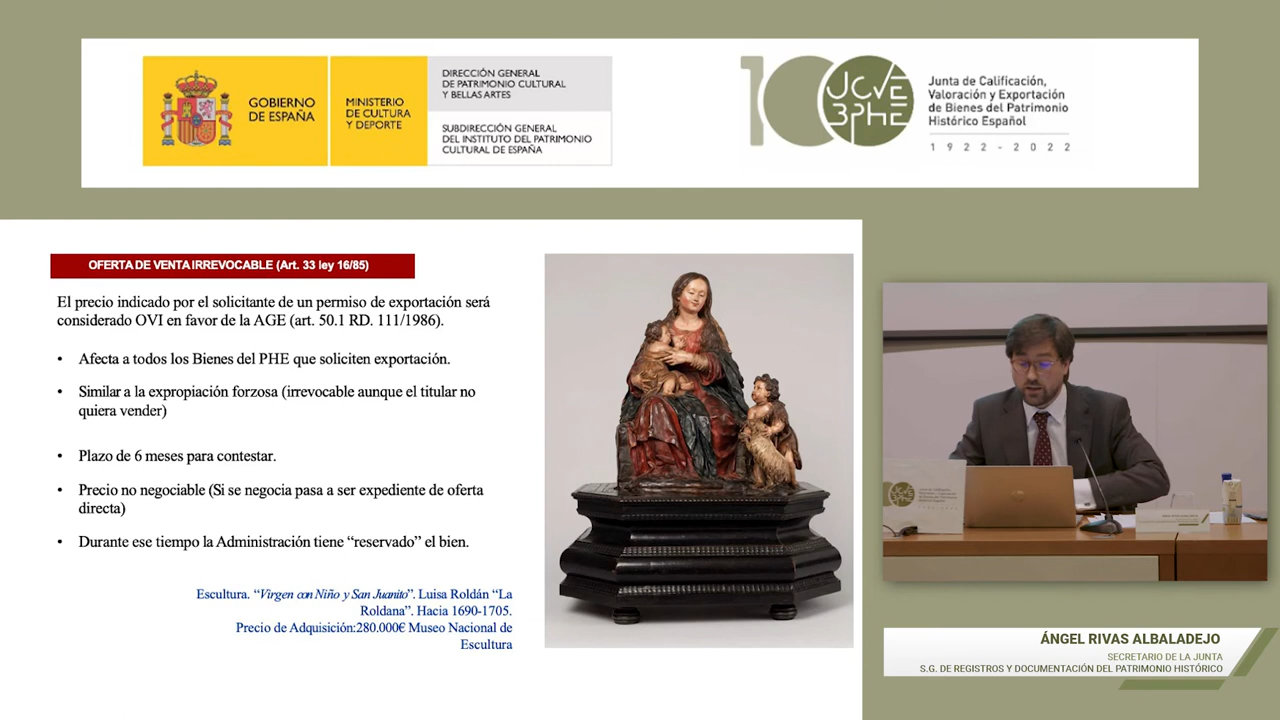 GOBIERNO
DE ESPAÑA
MINISTERIO
DE CULTURA
Y DEPORTE
DIRECCIÓN GENERAL
DE PATRIMONIO CULTURAL
Y BELLAS ARTES
SUBDIRECCIÓN GENERAL
DEL INSTITUTO DEL PATRIMONIO
CULTURAL DE ESPAÑA
100
JCVE
BPHE
Junta de Calificación,
Valoración y Exportación
de Bienes del Patrimonio
Histórico Español
1922-2022
OFERTA DE VENTA IRREVOCABLE (Art. 33 ley 16/85)
El precio indicado por el solicitante de un permiso de exportación será
considerado OVI en favor de la AGE (art. 50.1 RD. 111/1986).
• Afecta a todos los Bienes del PHE que soliciten exportación.
• Similar a la expropiación forzosa (irrevocable aunque el titular no
quiera vender)
• Plazo de 6 meses para contestar.
• Precio no negociable (Si se negocia pasa a ser expediente de oferta
directa)
• Durante ese tiempo la Administración tiene “reservado” el bien.
Escultura. “Virgen con Niño y San Juanito”. Luisa Roldán “La
Roldana”. Hacia 1690-1705.
Precio de Adquisición:280.000€ Museo Nacional de
Escultura
ÁNGEL RIVAS ALBALADEJO
SECRETARIO DE LA JUNTA
S.G. DE REGISTROS Y DOCUMENTACIÓN DEL PATRIMONIO HISTÓRICO